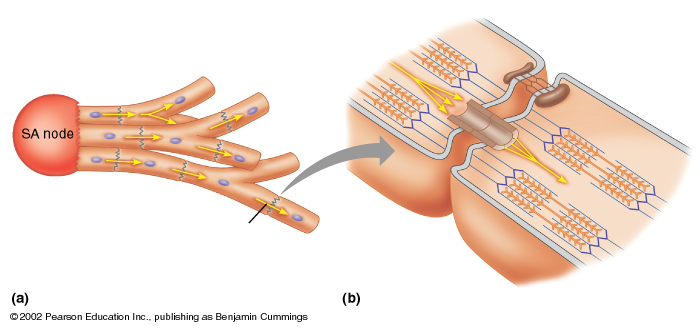 SA node
(a)
(b)
© 2002 Pearson Education Inc., publishing as Benjamin Cummings